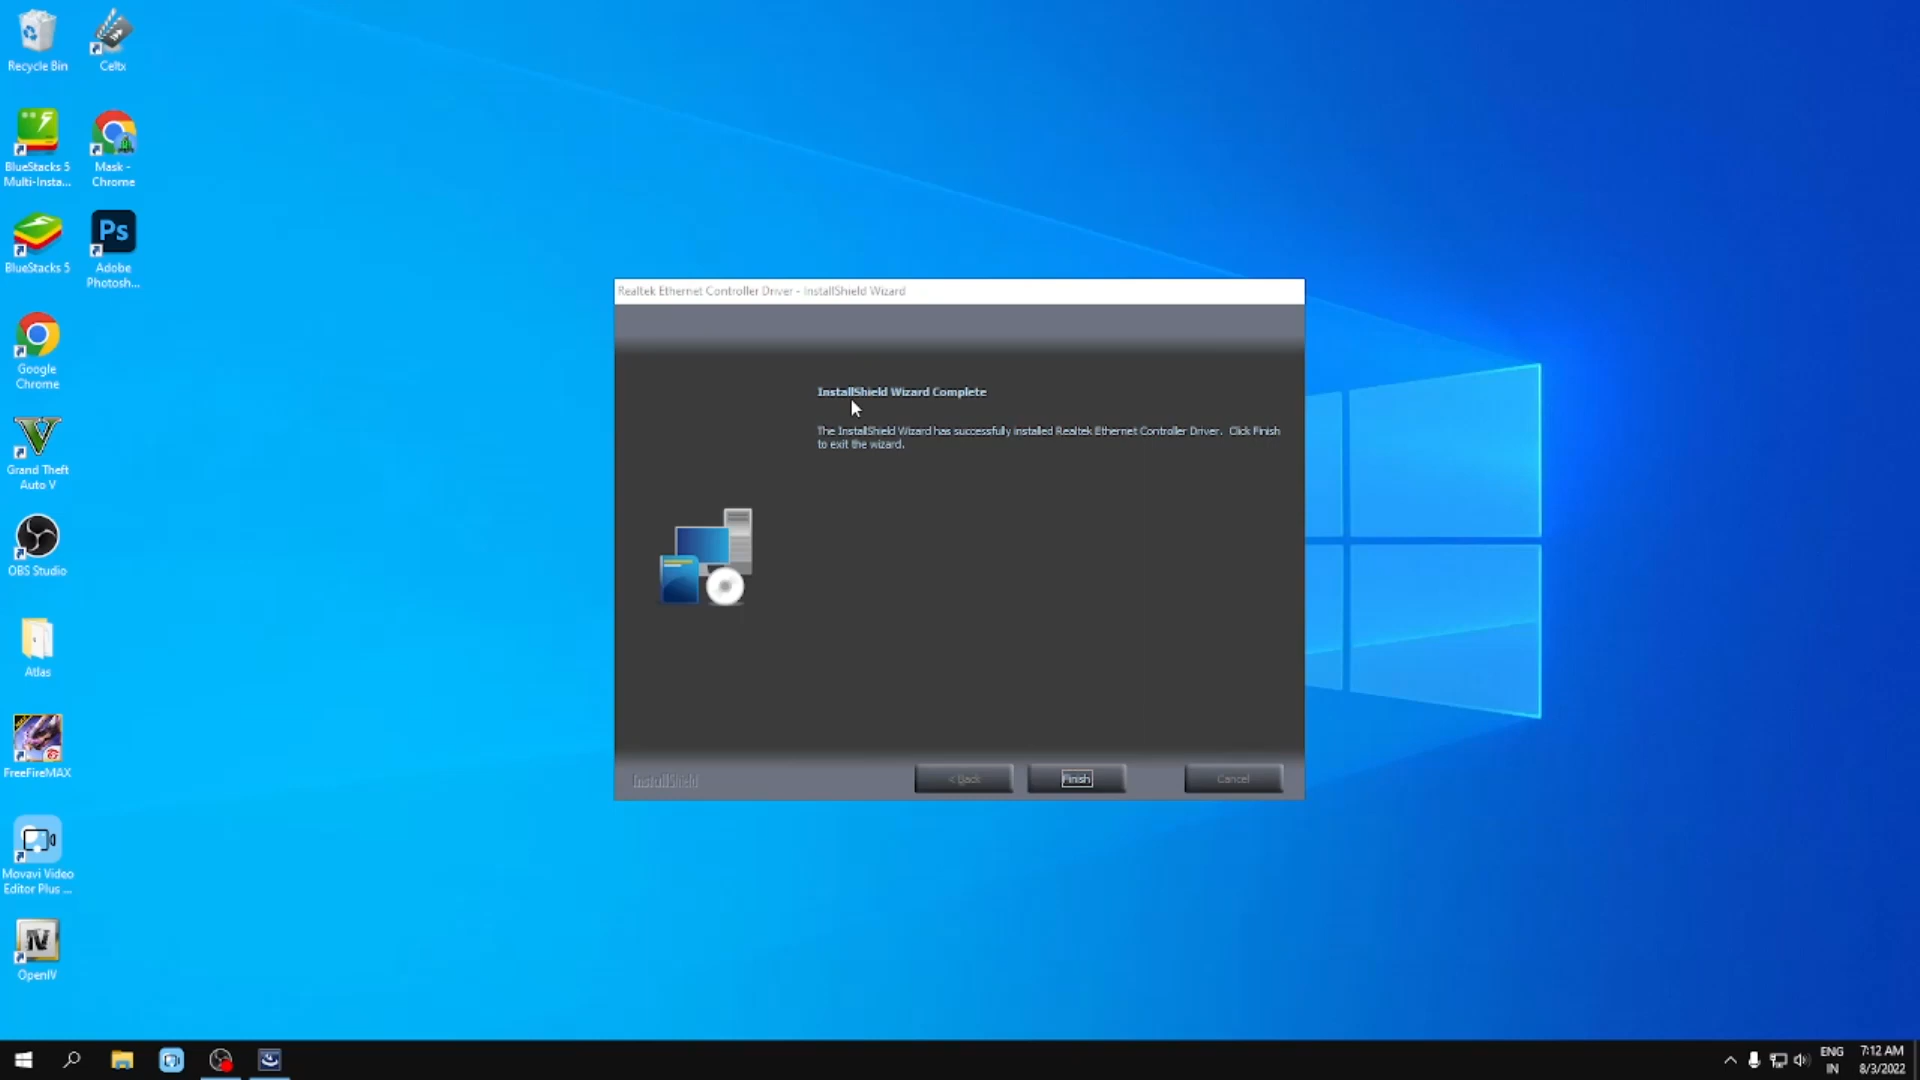 Recycle Bin
Celtx
BlueStacks 5
Multi-Insta...
Mask -
Chrome
BlueStacks 5
Ps
Adobe
Photosh...
Google
Chrome
Grand Theft
Auto V
OBS Studio
Atlas
FreeFireMAX
Movavi Video
Editor Plus ...
OpenIV
Realtek Ethernet Controller Driver - InstallShield Wizard
InstallShield Wizard Complete
The InstallShield Wizard has successfully installed Realtek Ethernet Controller Driver. Click Finish
to exit the wizard.
InstallShield
< Back
Finish
Cancel
ENG
IN
7:12 AM
8/3/2022